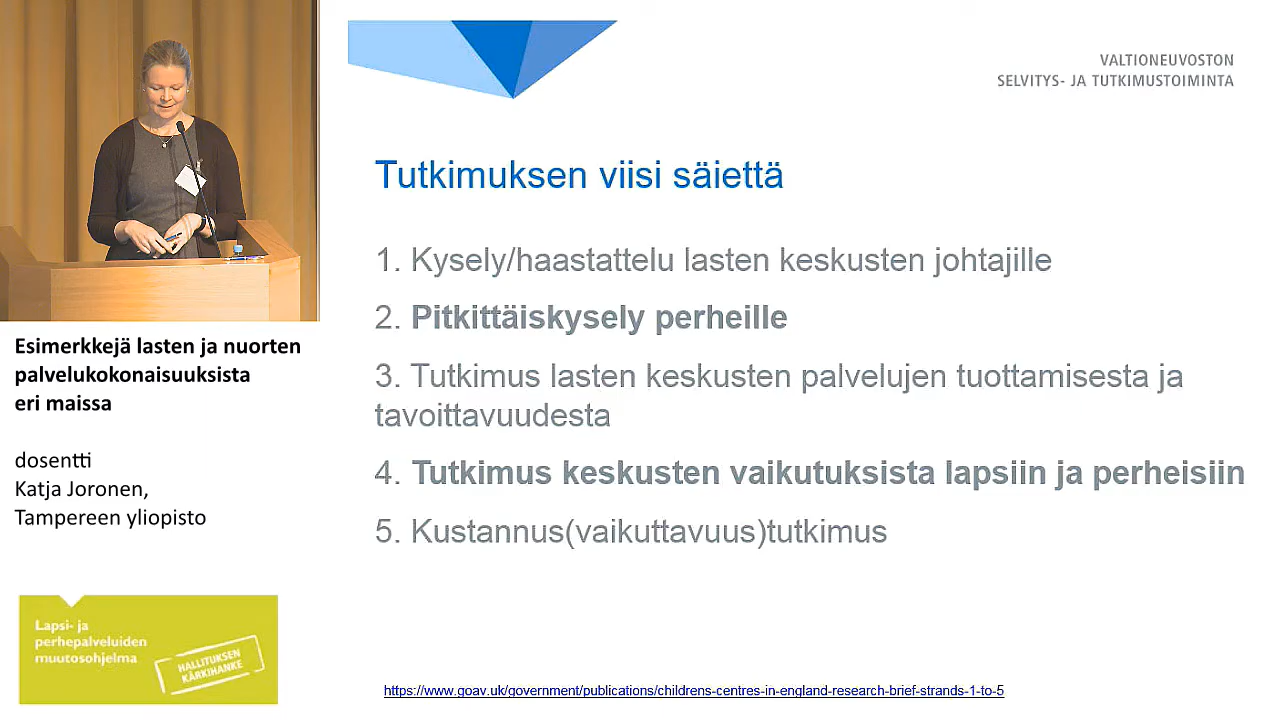 VALTIONEUVOSTON
SELVITYS- JA TUTKIMUSTOIMINTA
Tutkimuksen viisi säiettä
1. Kysely/haastattelu lasten keskusten johtajille
2. Pitkittäiskysely perheille
3. Tutkimus lasten keskusten palvelujen tuottamisesta ja
tavoittavuudesta
4. Tutkimus keskusten vaikutuksista lapsiin ja perheisiin
5. Kustannus(vaikuttavuus)tutkimus
https://www.goav.uk/government/publications/childrens-centres-in-england-research-brief-strands-1-to-5
Esimerkkejä lasten ja nuorten
palvelukokonaisuuksista
eri maissa
dosentti
Katja Joronen,
Tampereen yliopisto
Lapsi- ja
perhepalveluiden
muutosohjelma
HALLITUKSEN
KÄRKIHANKE